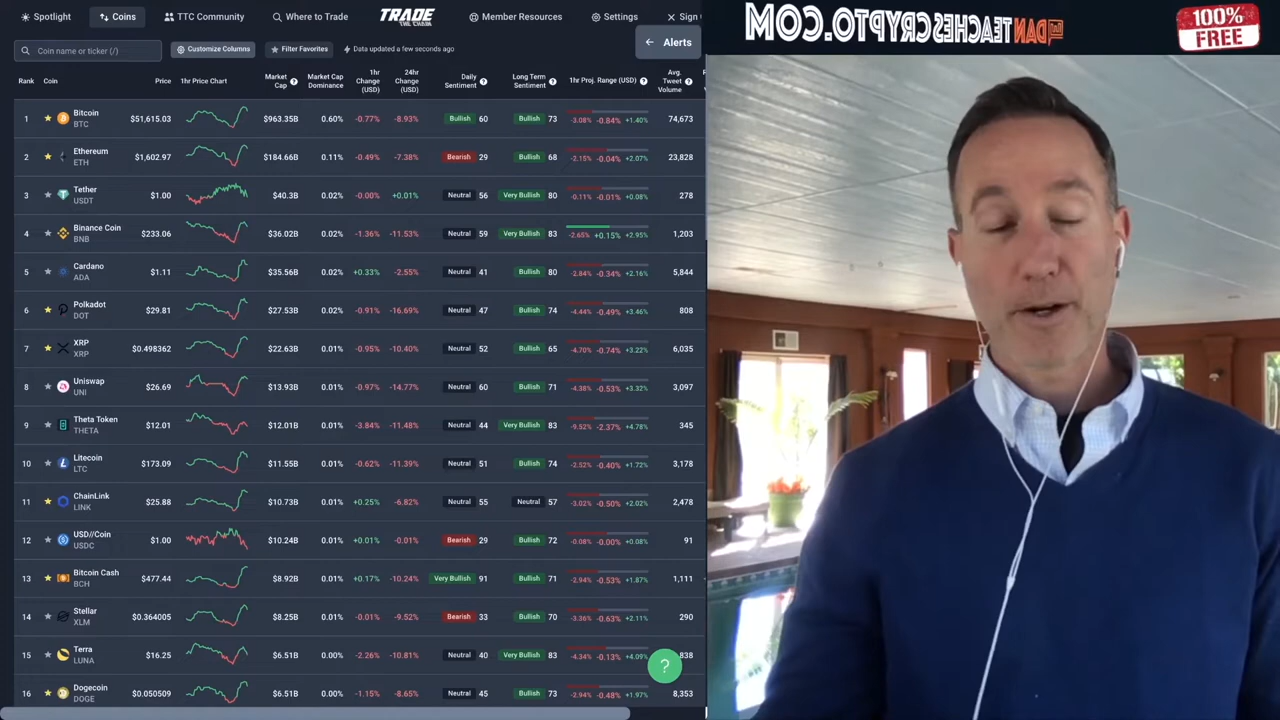 Spotlight Coins TTC Community Where to Trade TRADE THE CHAIN Member Resources Settings Sign
Coin name or ticker (/) Customize Columns Filter Favorites Data updated a few seconds ago Alerts
Rank Coin Price 1hr Price Chart Market Cap ? Market Cap Dominance 1hr Change (USD) 24hr Change (USD) Daily Sentiment ? Long Term Sentiment ? 1hr Proj. Range (USD) ? Avg. Tweet Volume ?
1 Bitcoin BTC $51,615.03 $963.35B 0.60% -0.77% -8.93% Bullish 60 Bullish 73 -3.08% -0.84% +1.40% 74,673
2 Ethereum ETH $1,602.97 $184.66B 0.11% -0.49% -7.38% Bearish 29 Bullish 68 -2.15% -0.04% +2.07% 23,828
3 Tether USDT $1.00 $40.3B 0.02% -0.00% +0.01% Neutral 56 Very Bullish 80 -0.11% -0.01% +0.08% 278
4 Binance Coin BNB $233.06 $36.02B 0.02% -1.36% -11.53% Neutral 59 Very Bullish 83 -2.65% +0.15% +2.95% 1,203
5 Cardano ADA $1.11 $35.56B 0.02% +0.33% -2.55% Neutral 41 Bullish 80 -2.84% -0.34% +2.16% 5,844
6 Polkadot DOT $29.81 $27.53B 0.02% -0.91% -16.69% Neutral 47 Bullish 74 -4.44% -0.49% +3.46% 808
7 XRP XRP $0.498362 $22.63B 0.02% -0.95% -10.40% Neutral 52 Bullish 65 -4.70% -0.74% +3.22% 6,035
8 Uniswap UNI $26.69 $13.93B 0.02% -0.97% -14.77% Neutral 60 Bullish 71 -4.38% -0.53% +3.32% 3,097
9 Theta Token THETA $12.01 $12.01B 0.01% -3.84% -11.48% Neutral 44 Very Bullish 83 -9.52% -2.37% +4.78% 345
10 Litecoin LTC $173.09 $11.55B 0.01% -0.62% -11.39% Neutral 51 Bullish 74 -2.52% -0.40% +1.72% 3,178
11 ChainLink LINK $25.88 $10.73B 0.01% +0.25% -6.82% Neutral 55 Neutral 57 -3.02% -0.50% +2.02% 2,478
12 USD//Coin USDC $1.00 $10.24B 0.01% +0.01% -0.01% Bearish 29 Bullish 72 -0.08% -0.00% +0.08% 91
13 Bitcoin Cash BCH $477.44 $8.92B 0.01% +0.17% -10.24% Very Bullish 91 Bullish 71 -2.94% -0.53% +1.87% 1,111
14 Stellar XLM $0.364005 $8.25B 0.01% -0.01% -9.52% Bearish 33 Bullish 70 -3.36% -0.63% +2.11% 290
15 Terra LUNA $16.25 $6.51B 0.00% -2.26% -10.81% Neutral 40 Very Bullish 83 -4.34% -0.13% +4.09% 838
16 Dogecoin DOGE $0.050509 $6.51B 0.00% -1.15% -8.65% Neutral 45 Bullish 73 -2.94% -0.48% +1.97% 8,353
?
DANTEACHESCRYPTO.COM
100% FREE